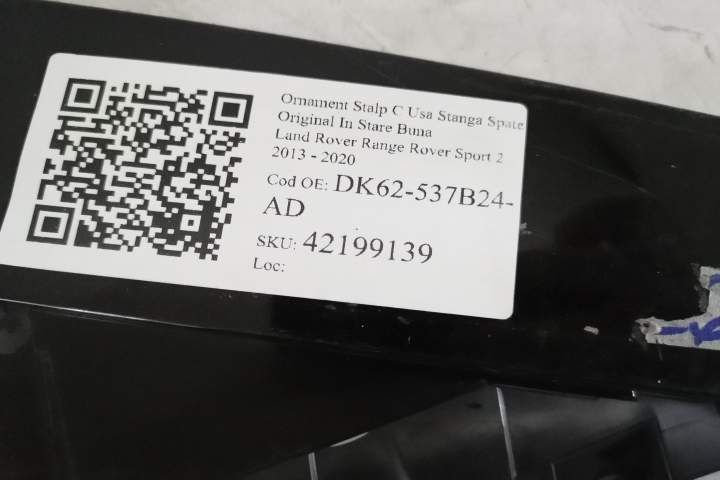 Ornament Stalp C Usa Stanga Spate
Original In Stare Buna
Land Rover Range Rover Sport 2
2013 - 2020
Cod OE: DK62-537B24-
AD
SKU: 42199139
Loc: